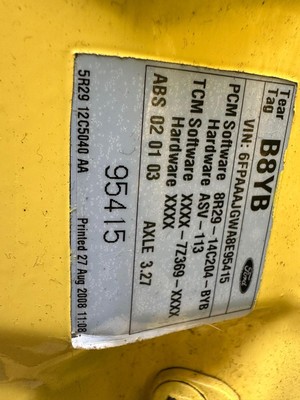 Tear
Tag
B8YB
VIN: 6FPAAAJGWA8E95415
PCM Software 8R29-14C204-BYB
Hardware ASV-113
TCM Software XXXX-7Z369-XXXX
Hardware XXXX
ABS 02 01 03 AXLE 3.27
95415
5R29 12C5040 AA Printed 27 Aug 2008 11:08
Ford